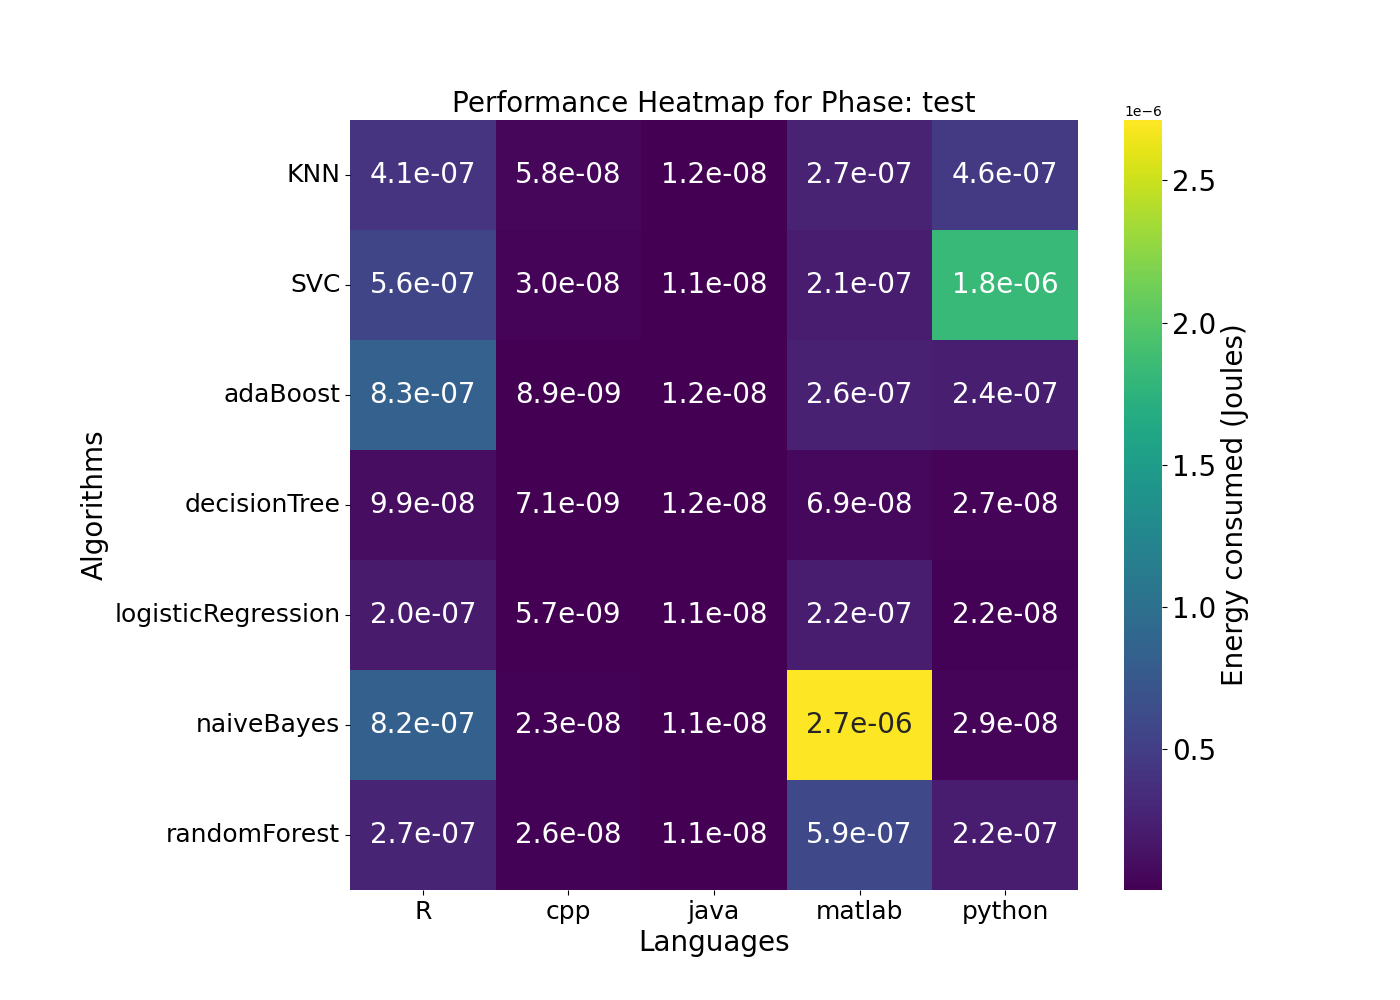 Performance Heatmap for Phase: test
1e−6
KNN 4.1e-07 5.8e-08 1.2e-08 2.7e-07 4.6e-07
SVC 5.6e-07 3.0e-08 1.1e-08 2.1e-07 1.8e-06
adaBoost 8.3e-07 8.9e-09 1.2e-08 2.6e-07 2.4e-07
decisionTree 9.9e-08 7.1e-09 1.2e-08 6.9e-08 2.7e-08
logisticRegression 2.0e-07 5.7e-09 1.1e-08 2.2e-07 2.2e-08
naiveBayes 8.2e-07 2.3e-08 1.1e-08 2.7e-06 2.9e-08
randomForest 2.7e-07 2.6e-08 1.1e-08 5.9e-07 2.2e-07
R cpp java matlab python
Languages
Algorithms
2.5
2.0
1.5
1.0
0.5
Energy consumed (Joules)